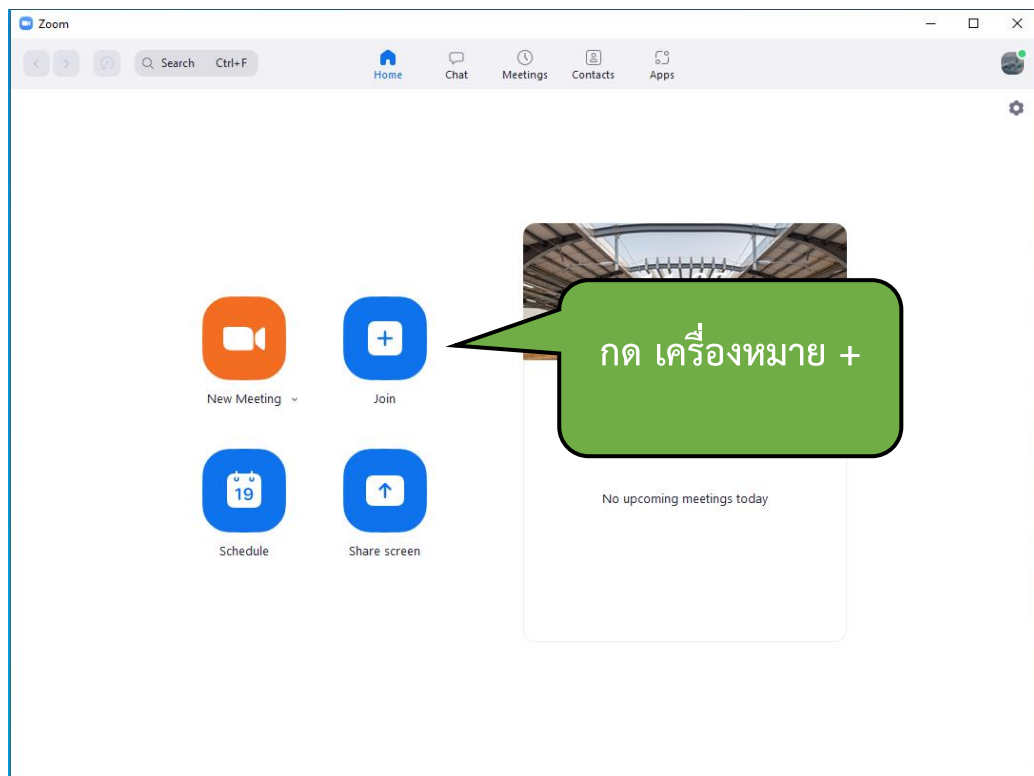 Zoom
Search Ctrl+F
Home Chat Meetings Contacts Apps
กด เครื่องหมาย +
New Meeting Join
19
Schedule Share screen
No upcoming meetings today